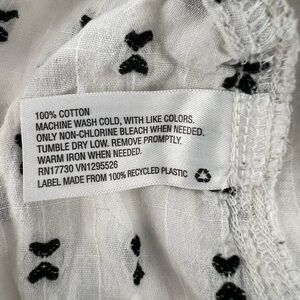 100% COTTON
MACHINE WASH COLD, WITH LIKE COLORS,
ONLY NON-CHLORINE BLEACH WHEN NEEDED.
TUMBLE DRY LOW. REMOVE PROMPTLY.
WARM IRON WHEN NEEDED.
RN17730 VN1295526
LABEL MADE FROM 100% RECYCLED PLASTIC